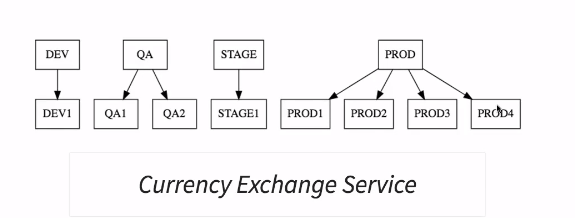 DEV QA STAGE PROD
DEV1 QA1 QA2 STAGE1 PROD1 PROD2 PROD3 PROD4
Currency Exchange Service